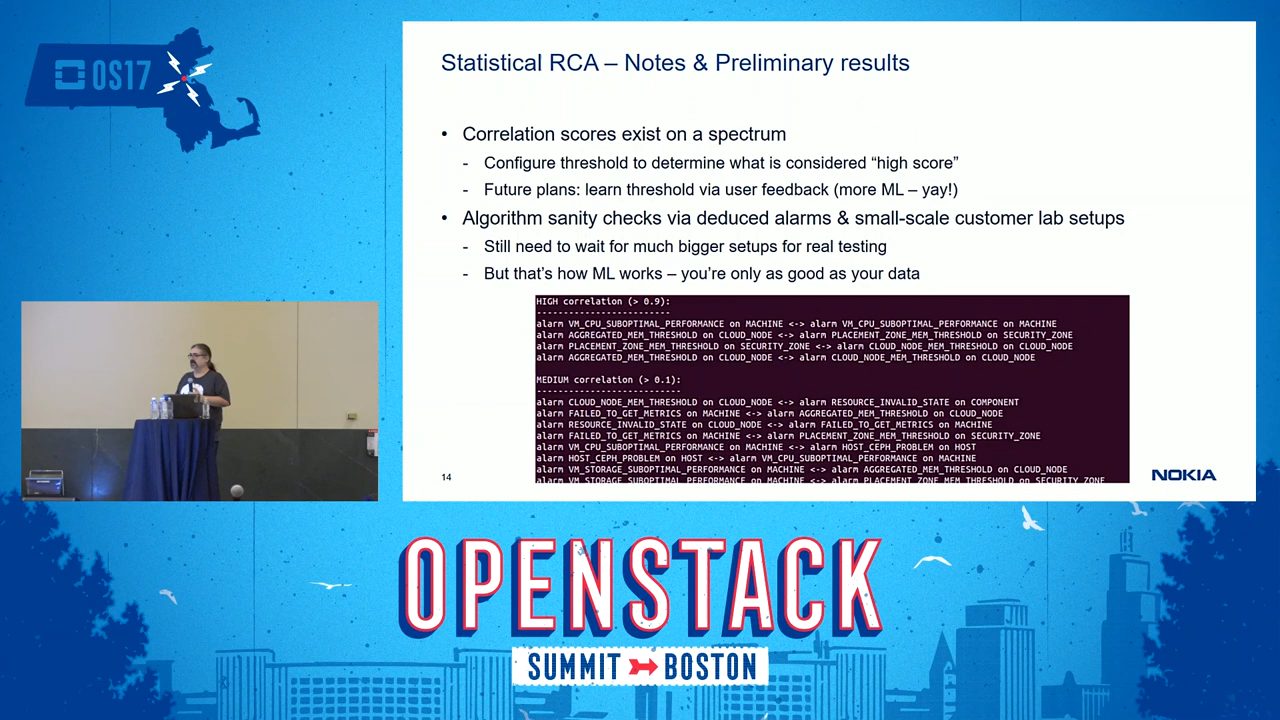 OS17
Statistical RCA – Notes & Preliminary results
• Correlation scores exist on a spectrum
- Configure threshold to determine what is considered “high score”
- Future plans: learn threshold via user feedback (more ML – yay!)
• Algorithm sanity checks via deduced alarms & small-scale customer lab setups
- Still need to wait for much bigger setups for real testing
- But that’s how ML works – you’re only as good as your data
HIGH correlation (> 0.9):
-------------------------
alarm VM_CPU_SUBOPTIMAL_PERFORMANCE on MACHINE <-> alarm VM_CPU_SUBOPTIMAL_PERFORMANCE on MACHINE
alarm AGGREGATED_MEM_THRESHOLD on CLOUD_NODE <-> alarm PLACEMENT_ZONE_MEM_THRESHOLD on SECURITY_ZONE
alarm PLACEMENT_ZONE_MEM_THRESHOLD on SECURITY_ZONE <-> alarm CLOUD_NODE_MEM_THRESHOLD on CLOUD_NODE
alarm AGGREGATED_MEM_THRESHOLD on CLOUD_NODE <-> alarm CLOUD_NODE_MEM_THRESHOLD on CLOUD_NODE
MEDIUM correlation (> 0.1):
---------------------------
alarm CLOUD_NODE_MEM_THRESHOLD on CLOUD_NODE <-> alarm RESOURCE_INVALID_STATE on COMPONENT
alarm FAILED_TO_GET_METRICS on MACHINE <-> alarm AGGREGATED_MEM_THRESHOLD on CLOUD_NODE
alarm RESOURCE_INVALID_STATE on CLOUD_NODE <-> alarm FAILED_TO_GET_METRICS on MACHINE
alarm FAILED_TO_GET_METRICS on MACHINE <-> alarm PLACEMENT_ZONE_MEM_THRESHOLD on SECURITY_ZONE
alarm VM_CPU_SUBOPTIMAL_PERFORMANCE on MACHINE <-> alarm HOST_CEPH_PROBLEM on HOST
alarm HOST_CEPH_PROBLEM on HOST <-> alarm VM_CPU_SUBOPTIMAL_PERFORMANCE on MACHINE
alarm VM_STORAGE_SUBOPTIMAL_PERFORMANCE on MACHINE <-> alarm AGGREGATED_MEM_THRESHOLD on CLOUD_NODE
alarm VM_STORAGE_SUBOPTIMAL_PERFORMANCE on MACHINE <-> alarm PLACEMENT_ZONE_MEM_THRESHOLD on SECURITY_ZONE
14
NOKIA
OPENSTACK
SUMMIT BOSTON